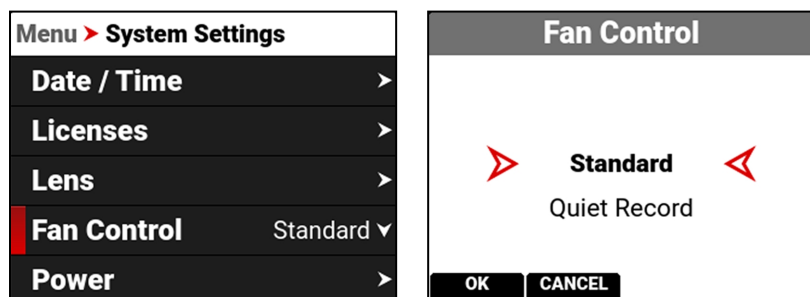 Menu > System Settings
Date / Time
Licenses
Lens
Fan Control Standard
Power
Fan Control
Standard
Quiet Record
OK CANCEL